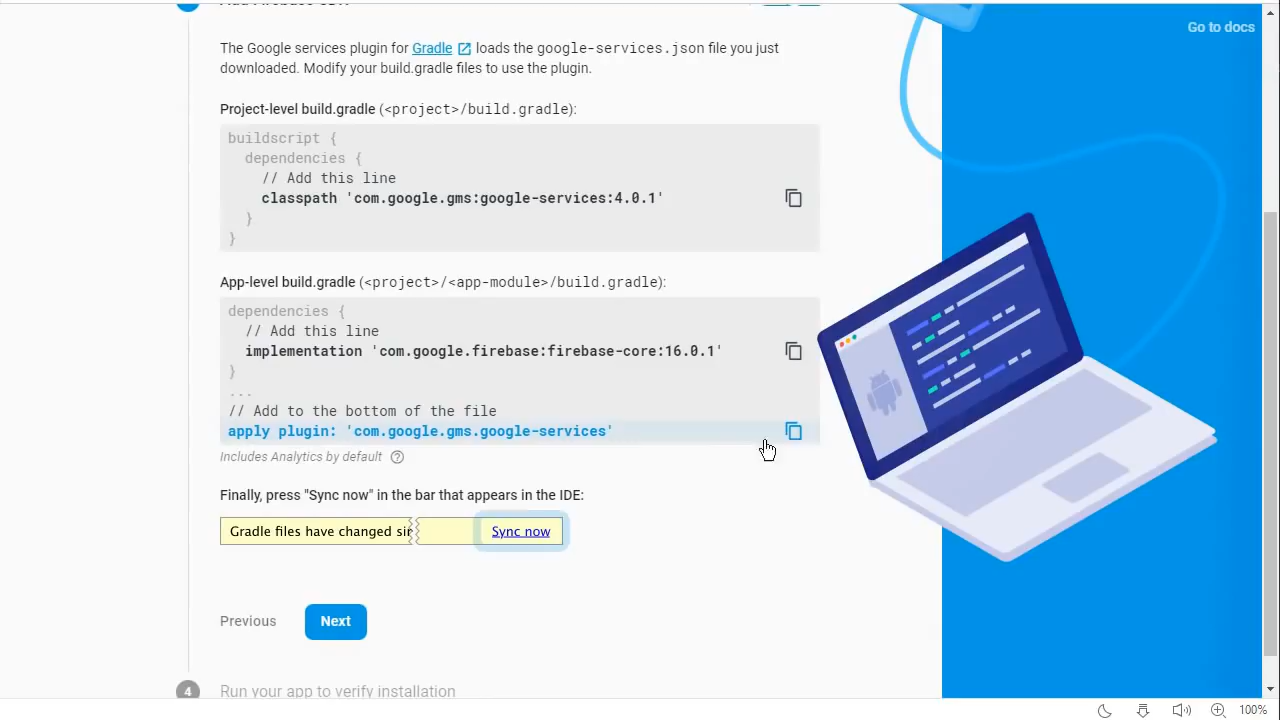 Go to docs
The Google services plugin for Gradle loads the google-services.json file you just
downloaded. Modify your build.gradle files to use the plugin.
Project-level build.gradle (<project>/build.gradle):
buildscript {
dependencies {
// Add this line
classpath 'com.google.gms:google-services:4.0.1'
}
}
App-level build.gradle (<project>/<app-module>/build.gradle):
dependencies {
// Add this line
implementation 'com.google.firebase:firebase-core:16.0.1'
}
...
// Add to the bottom of the file
apply plugin: 'com.google.gms.google-services'
Includes Analytics by default ?
Finally, press "Sync now" in the bar that appears in the IDE:
Gradle files have changed sin Sync now
Previous Next
4 Run your app to verify installation
100%